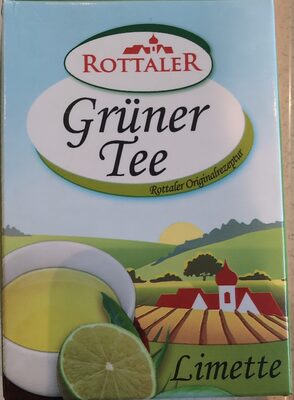 ROTTALER
Grüner
Tee
Rottaler Originalrezeptur
Limette